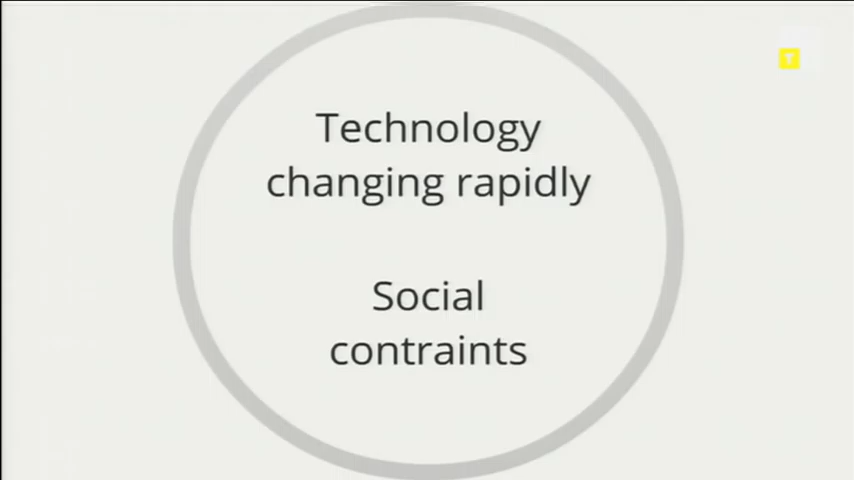 Technology
changing rapidly
Social
contraints
T